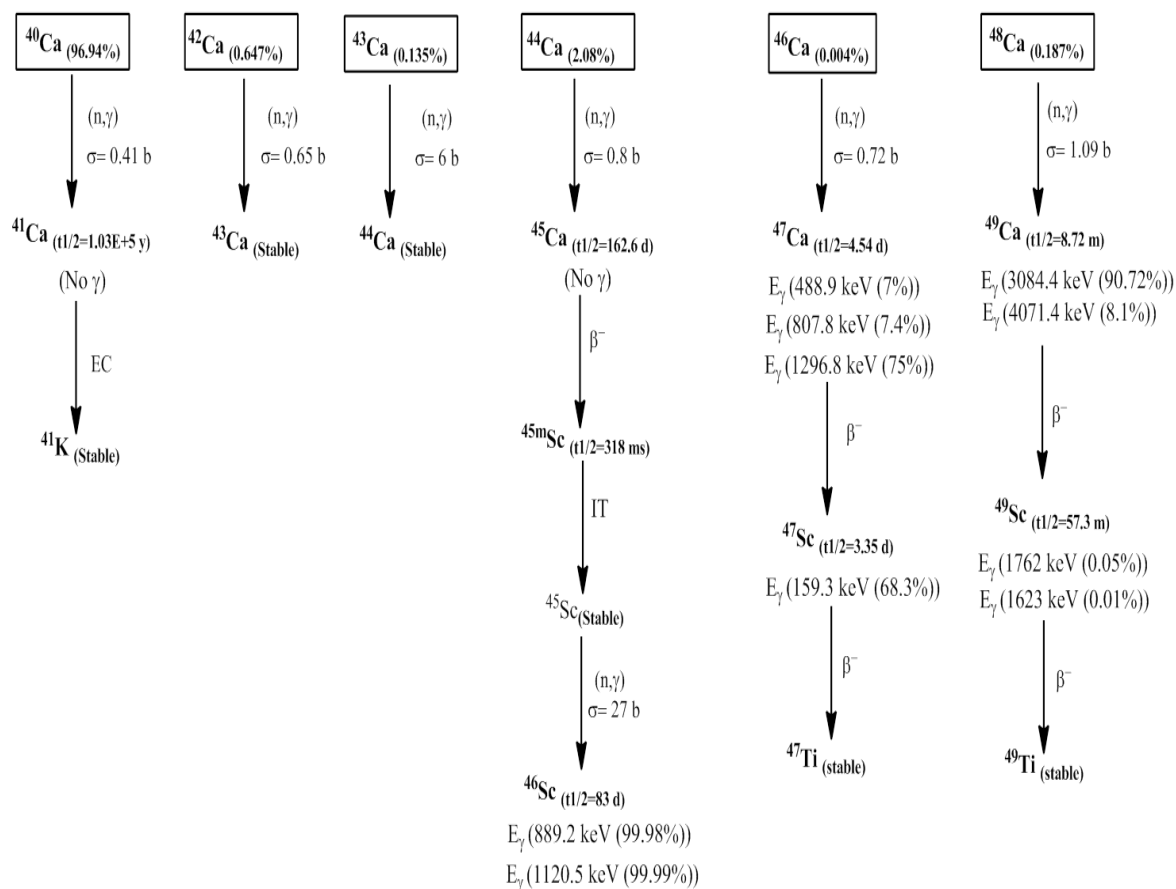 ⁴⁰Ca (96.94%)
(n,γ)
σ= 0.41 b
⁴¹Ca (t1/2=1.03E+5 y)
(No γ)
EC
⁴¹K (Stable)
⁴²Ca (0.647%)
(n,γ)
σ= 0.65 b
⁴³Ca (Stable)
⁴³Ca (0.135%)
(n,γ)
σ= 6 b
⁴⁴Ca (Stable)
⁴⁴Ca (2.08%)
(n,γ)
σ= 0.8 b
⁴⁵Ca (t1/2=162.6 d)
(No γ)
β⁻
⁴⁵ᵐSc (t1/2=318 ms)
IT
⁴⁵Sc(Stable)
(n,γ)
σ= 27 b
⁴⁶Sc (t1/2=83 d)
Eγ (889.2 keV (99.98%))
Eγ (1120.5 keV (99.99%))
⁴⁶Ca (0.004%)
(n,γ)
σ= 0.72 b
⁴⁷Ca (t1/2=4.54 d)
Eγ (488.9 keV (7%))
Eγ (807.8 keV (7.4%))
Eγ (1296.8 keV (75%))
β⁻
⁴⁷Sc (t1/2=3.35 d)
Eγ (159.3 keV (68.3%))
β⁻
⁴⁷Ti (stable)
⁴⁸Ca (0.187%)
(n,γ)
σ= 1.09 b
⁴⁹Ca (t1/2=8.72 m)
Eγ (3084.4 keV (90.72%))
Eγ (4071.4 keV (8.1%))
β⁻
⁴⁹Sc (t1/2=57.3 m)
Eγ (1762 keV (0.05%))
Eγ (1623 keV (0.01%))
β⁻
⁴⁹Ti (stable)